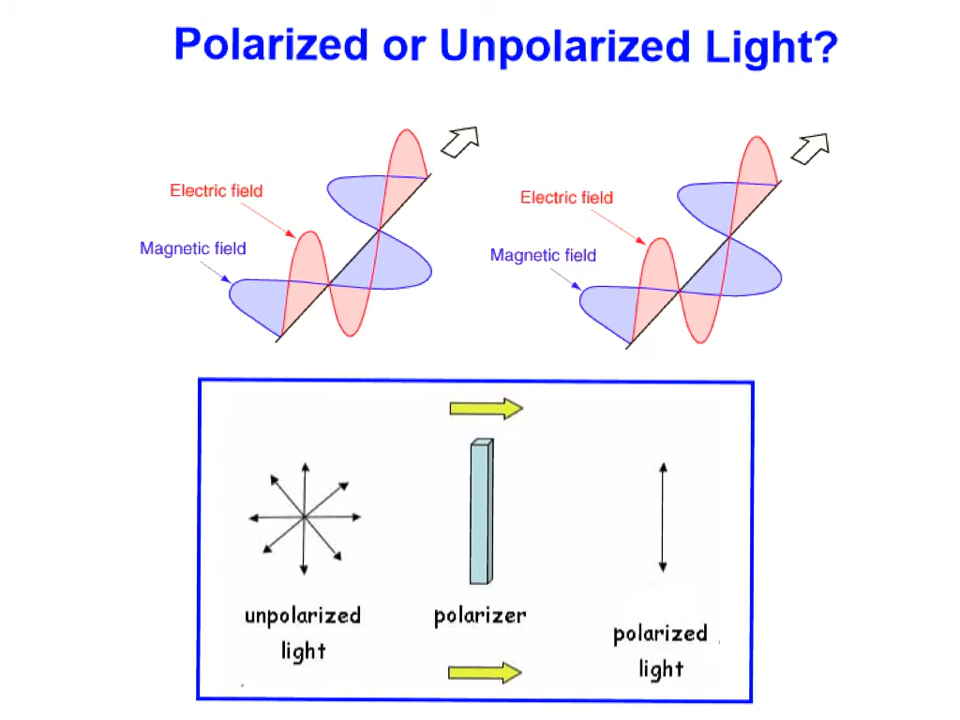 Polarized or Unpolarized Light?
Electric field
Magnetic field
Electric field
Magnetic field
unpolarized
light
polarizer
polarized
light